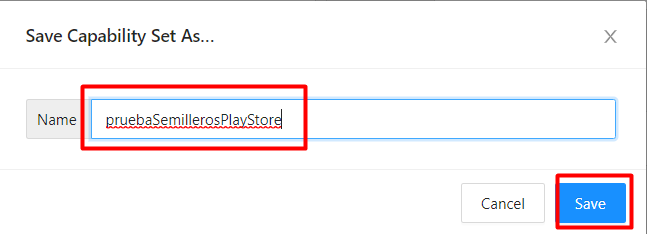 Save Capability Set As...
Name
pruebaSemillerosPlayStore
Cancel
Save